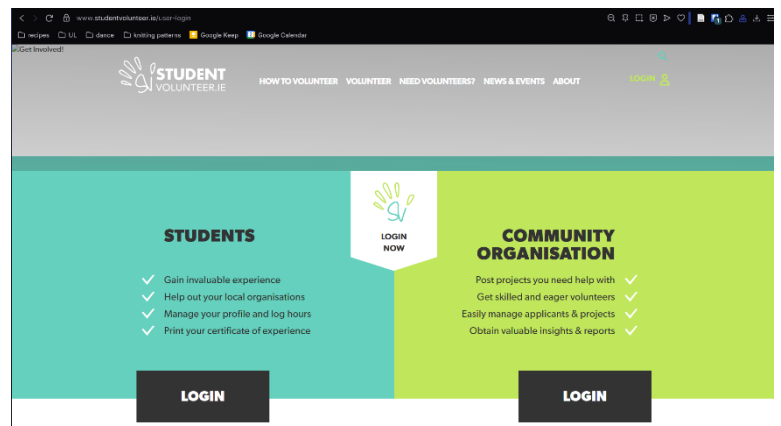 www.studentvolunteer.ie/user-login
recipes UL dance knitting patterns Google Keep Google Calendar
Get Involved!
STUDENT
VOLUNTEER.IE
HOW TO VOLUNTEER VOLUNTEER NEED VOLUNTEERS? NEWS & EVENTS ABOUT
LOGIN
SV
LOGIN
NOW
STUDENTS
Gain invaluable experience
Help out your local organisations
Manage your profile and log hours
Print your certificate of experience
LOGIN
COMMUNITY
ORGANISATION
Post projects you need help with
Get skilled and eager volunteers
Easily manage applicants & projects
Obtain valuable insights & reports
LOGIN